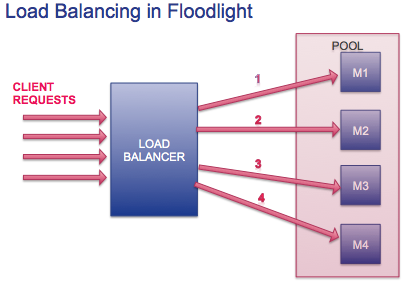 Load Balancing in Floodlight
CLIENT
REQUESTS
LOAD
BALANCER
1
2
3
4
POOL
M1
M2
M3
M4